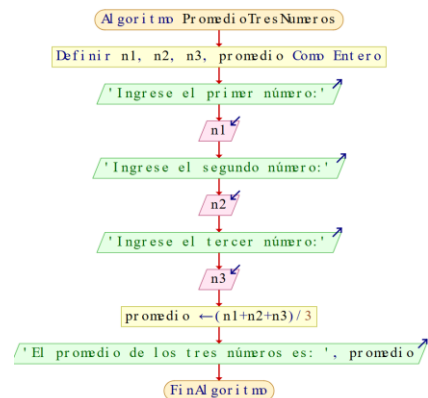 Algoritmo PromedioTresNumeros
Definir n1, n2, n3, promedio Como Entero
'Ingrese el primer número:'
n1
'Ingrese el segundo número:'
n2
'Ingrese el tercer número:'
n3
promedio ←(n1+n2+n3)/3
'El promedio de los tres números es: ', promedio
FinAlgoritmo